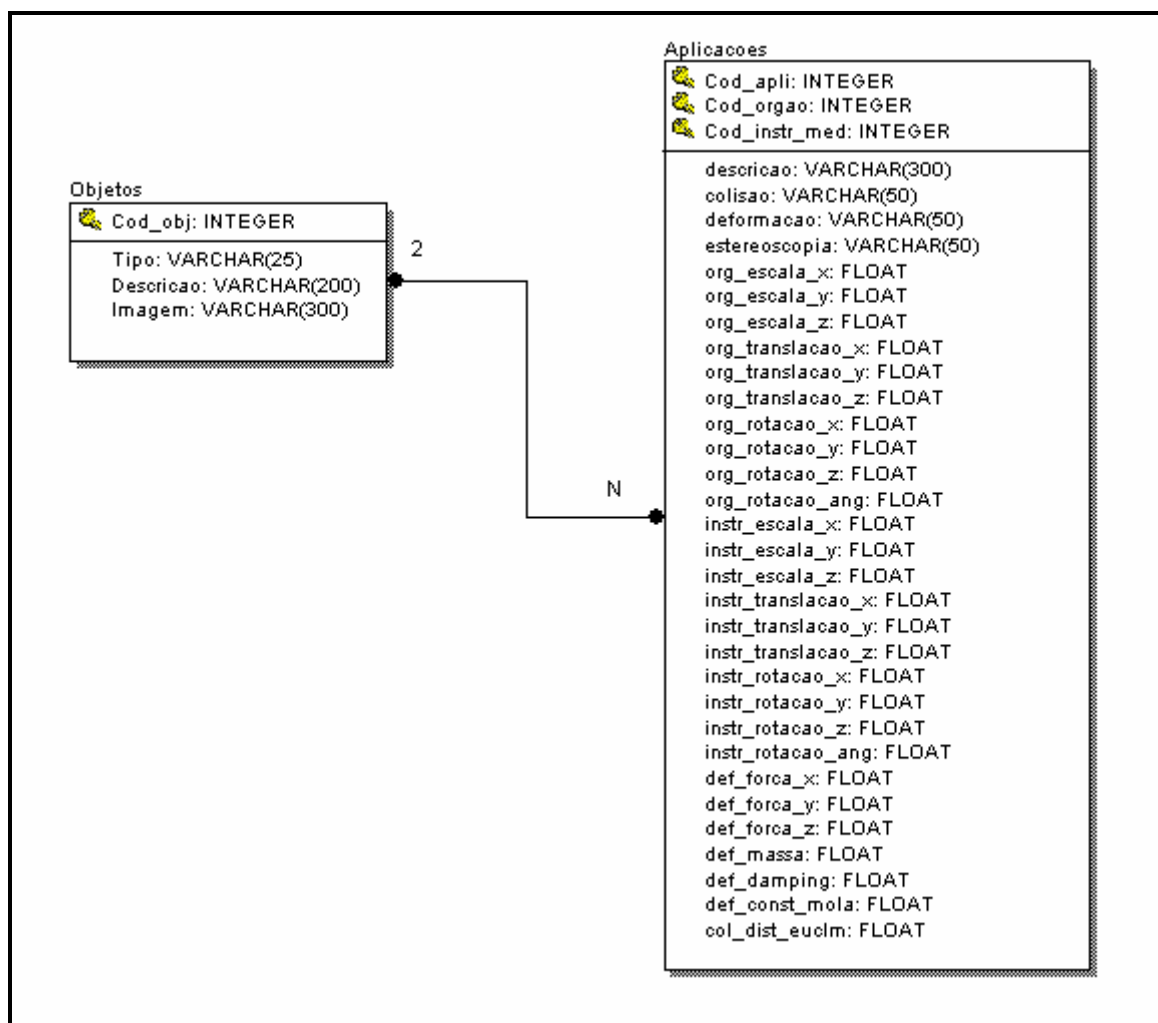 Aplicacoes
Cod_apli: INTEGER
Cod_orgao: INTEGER
Cod_instr_med: INTEGER
descricao: VARCHAR(300)
colisao: VARCHAR(50)
deformacao: VARCHAR(50)
estereoscopia: VARCHAR(50)
org_escala_x: FLOAT
org_escala_y: FLOAT
org_escala_z: FLOAT
org_translacao_x: FLOAT
org_translacao_y: FLOAT
org_translacao_z: FLOAT
org_rotacao_x: FLOAT
org_rotacao_y: FLOAT
org_rotacao_z: FLOAT
org_rotacao_ang: FLOAT
instr_escala_x: FLOAT
instr_escala_y: FLOAT
instr_escala_z: FLOAT
instr_translacao_x: FLOAT
instr_translacao_y: FLOAT
instr_translacao_z: FLOAT
instr_rotacao_x: FLOAT
instr_rotacao_y: FLOAT
instr_rotacao_z: FLOAT
instr_rotacao_ang: FLOAT
def_forca_x: FLOAT
def_forca_y: FLOAT
def_forca_z: FLOAT
def_massa: FLOAT
def_damping: FLOAT
def_const_mola: FLOAT
col_dist_euclm: FLOAT
Objetos
Cod_obj: INTEGER
Tipo: VARCHAR(25)
Descricao: VARCHAR(200)
Imagem: VARCHAR(300)
2
N